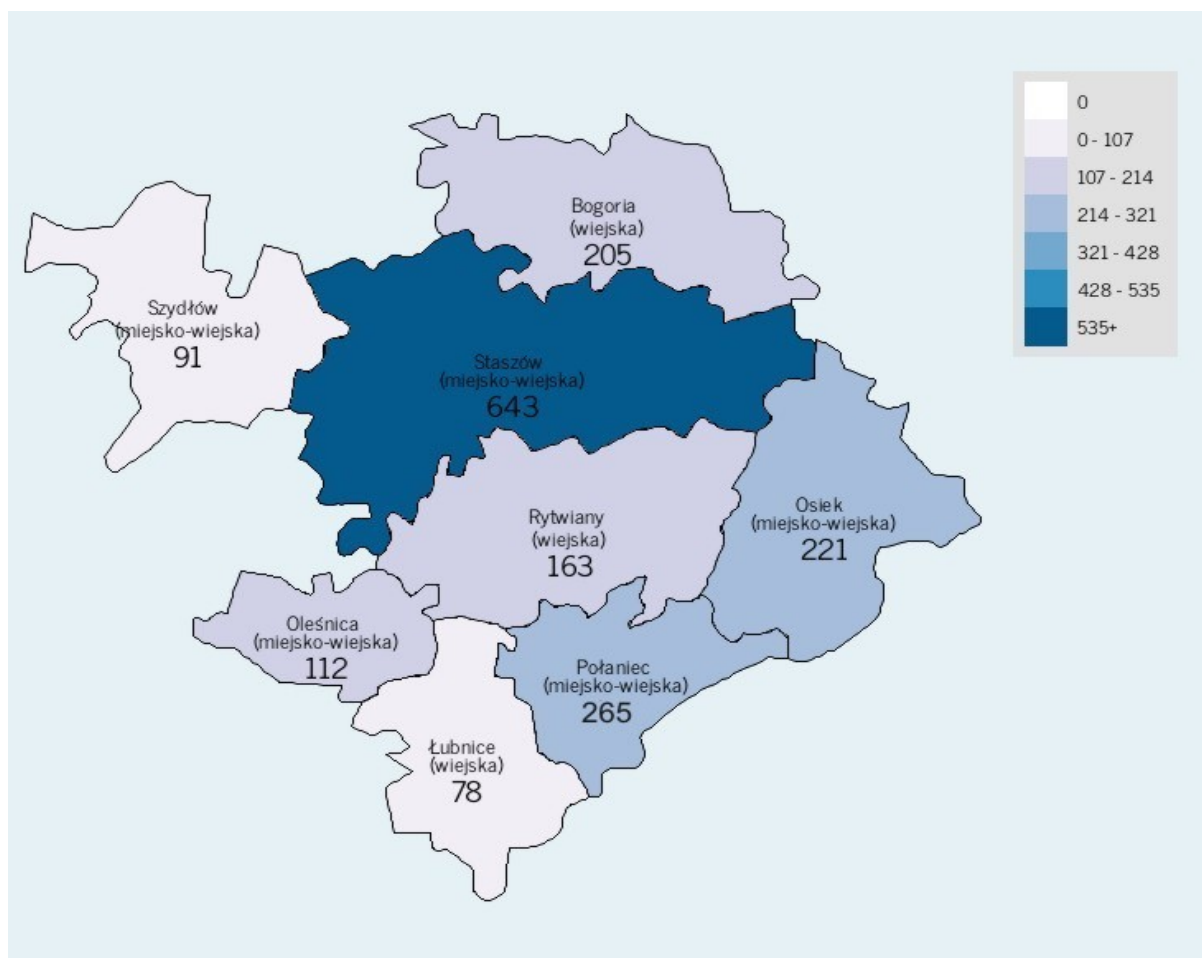 0
0 - 107
107 - 214
214 - 321
321 - 428
428 - 535
535+
Bogoria
(wiejska)
205
Szydłów
(miejsko-wiejska)
91
Staszów
(miejsko-wiejska)
643
Osiek
(miejsko-wiejska)
221
Rytwiany
(wiejska)
163
Oleśnica
(miejsko-wiejska)
112
Połaniec
(miejsko-wiejska)
265
Łubnice
(wiejska)
78